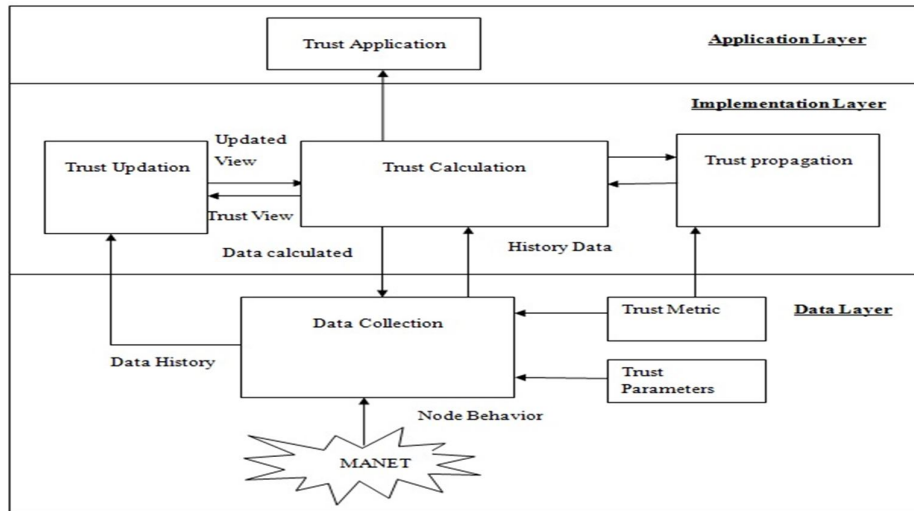 Trust Application
Application Layer
Implementation Layer
Updated
View
Trust Updation
Trust Calculation
Trust propagation
Trust View
Data calculated
History Data
Data Collection
Trust Metric
Data Layer
Data History
Trust
Parameters
Node Behavior
MANET